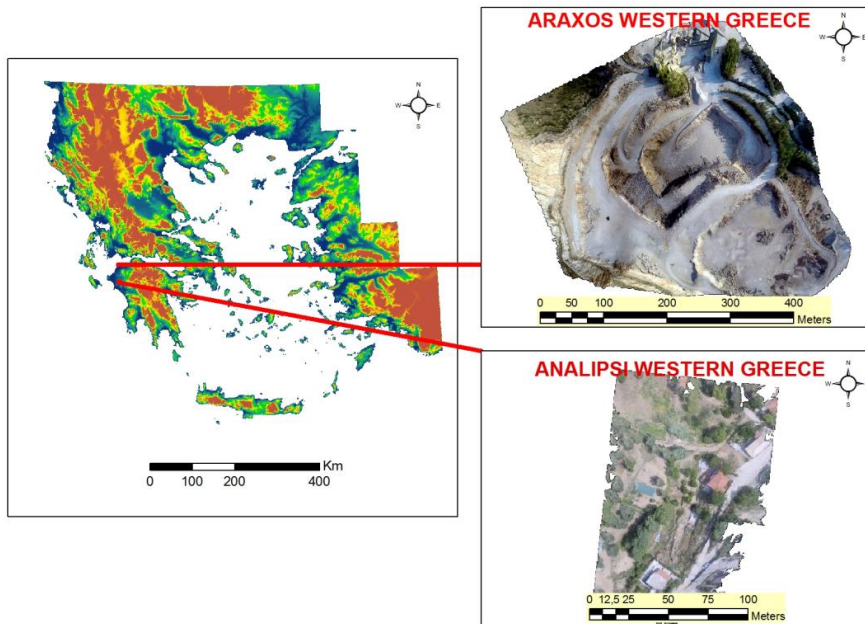 N
W E
S
Km
0 100 200 400
ARAXOS WESTERN GREECE
N
W E
S
0 50 100 200 300 400
Meters
ANALIPSI WESTERN GREECE
N
W E
S
0 12,5 25 50 75 100
Meters